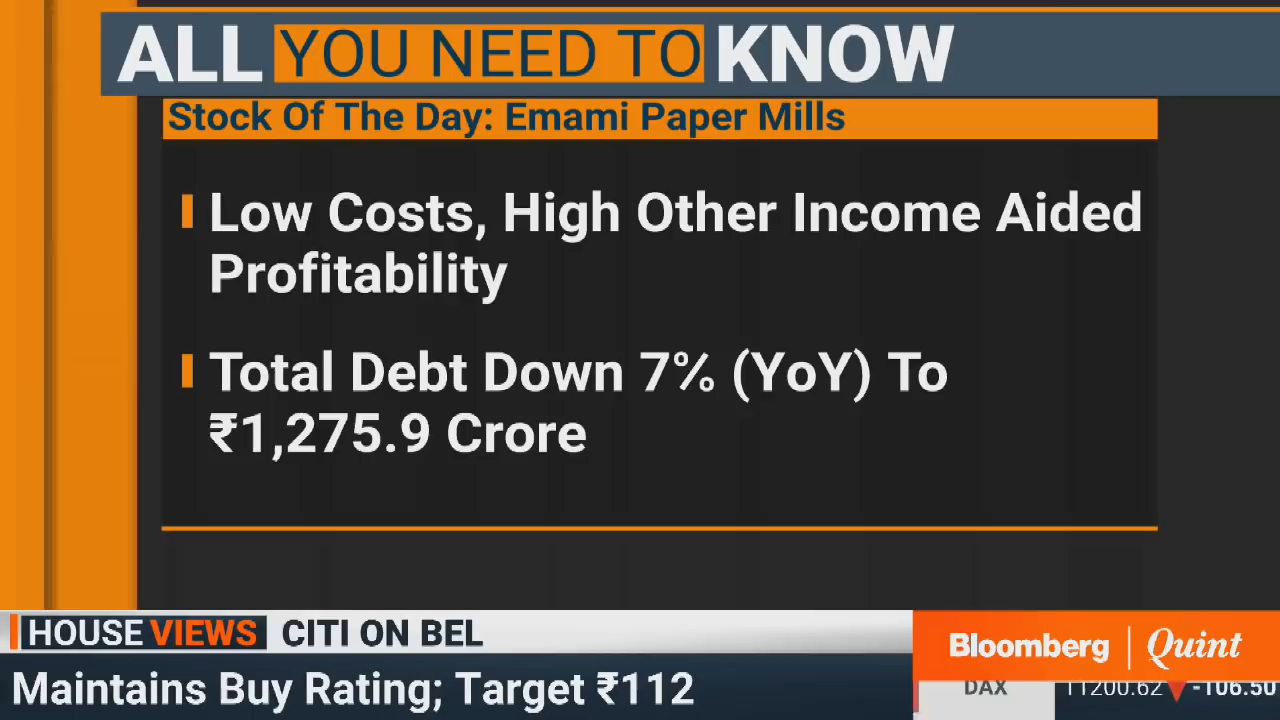 ALL YOU NEED TO KNOW
Stock Of The Day: Emami Paper Mills
Low Costs, High Other Income Aided
Profitability
Total Debt Down 7% (YoY) To
₹1,275.9 Crore
HOUSE VIEWS CITI ON BEL
Bloomberg | Quint
Maintains Buy Rating; Target ₹112
DAX 11200.62 ▼ -106.50